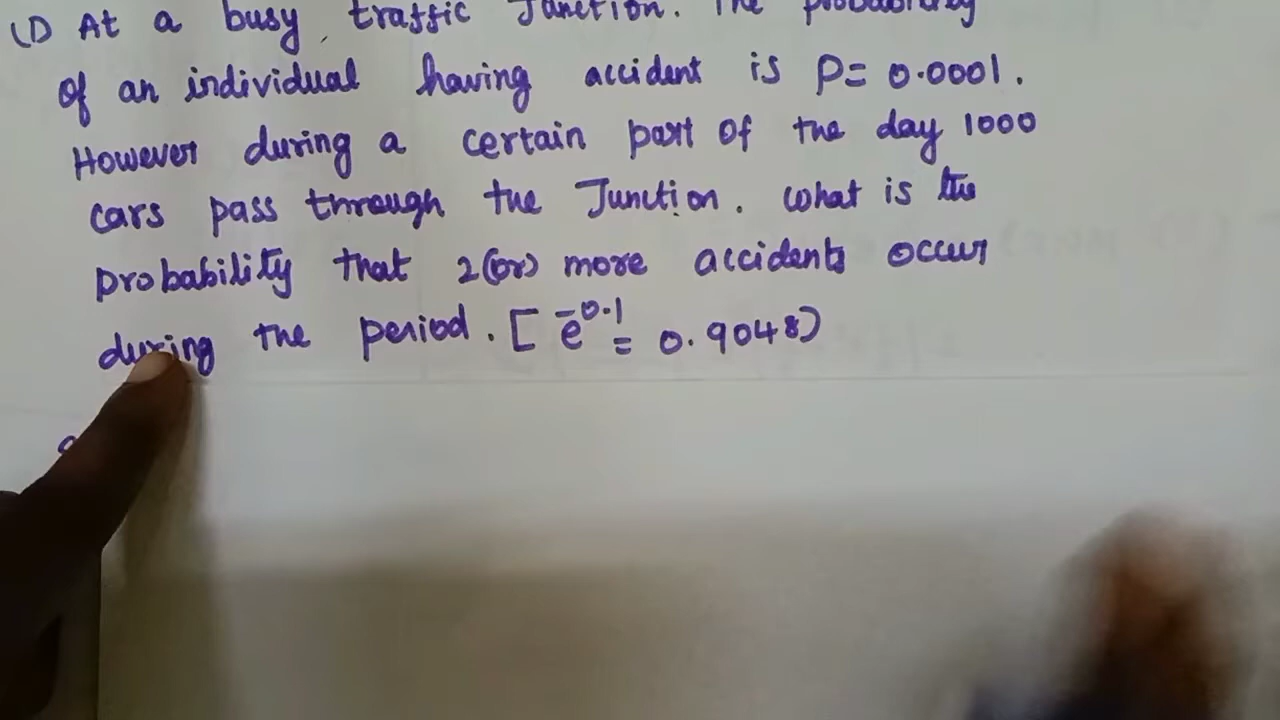 (1) At a busy traffic Junction. The probability
of an individual having accident is P= 0.0001.
However during a certain part of the day 1000
cars pass through the Junction. What is the
probability that 2(or) more accidents occur
during the period. [ e^-0.1 = 0.9048)